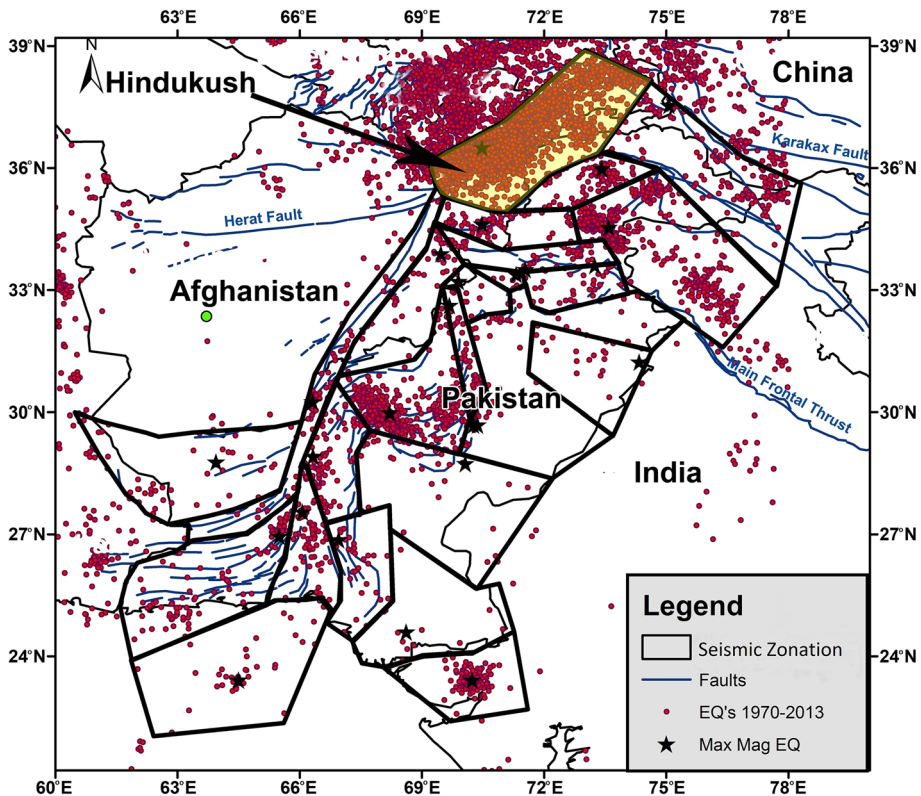 63°E 66°E 69°E 72°E 75°E 78°E
39°N 39°N
N
Hindukush
China
Karakax Fault
36°N 36°N
Herat Fault
Afghanistan
33°N 33°N
Main Frontal Thrust
Pakistan
30°N 30°N
India
27°N 27°N
Legend
Seismic Zonation
24°N 24°N
Faults
EQ's 1970-2013
Max Mag EQ
60°E 63°E 66°E 69°E 72°E 75°E 78°E